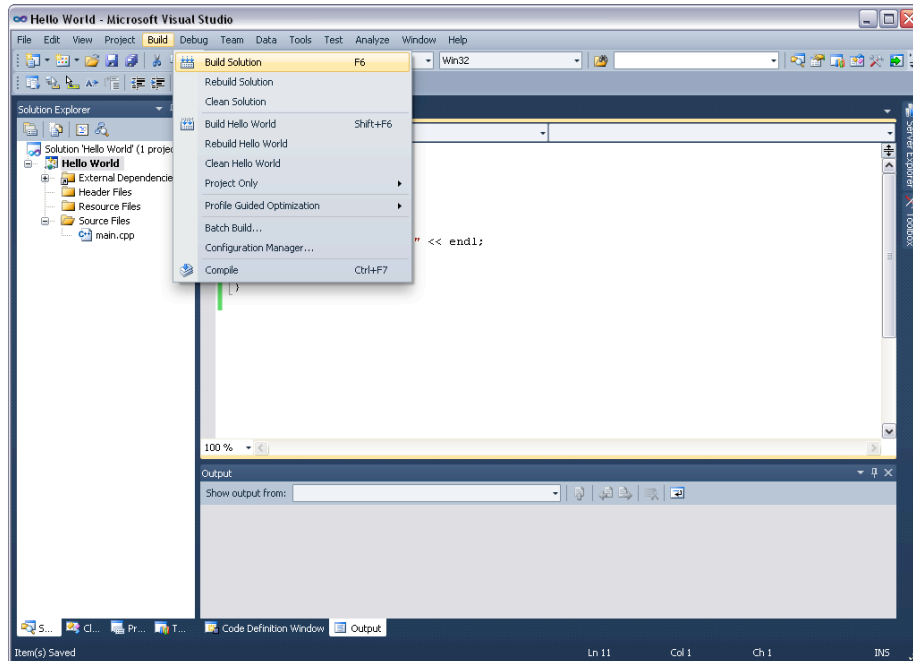 Hello World - Microsoft Visual Studio
File Edit View Project Build Debug Team Data Tools Test Analyze Window Help
Build Solution F6
Win32
Rebuild Solution
Clean Solution
Solution Explorer
Build Hello World Shift+F6
Rebuild Hello World
Clean Hello World
Project Only
Profile Guided Optimization
Batch Build...
Configuration Manager...
Compile Ctrl+F7
Solution 'Hello World' (1 projec
Hello World
External Dependencie
Header Files
Resource Files
Source Files
main.cpp
" << endl;
}
Server Explorer
Toolbox
100 %
Output
Show output from:
S... Cl... Pr... T... Code Definition Window Output
Item(s) Saved Ln 11 Col 1 Ch 1 INS